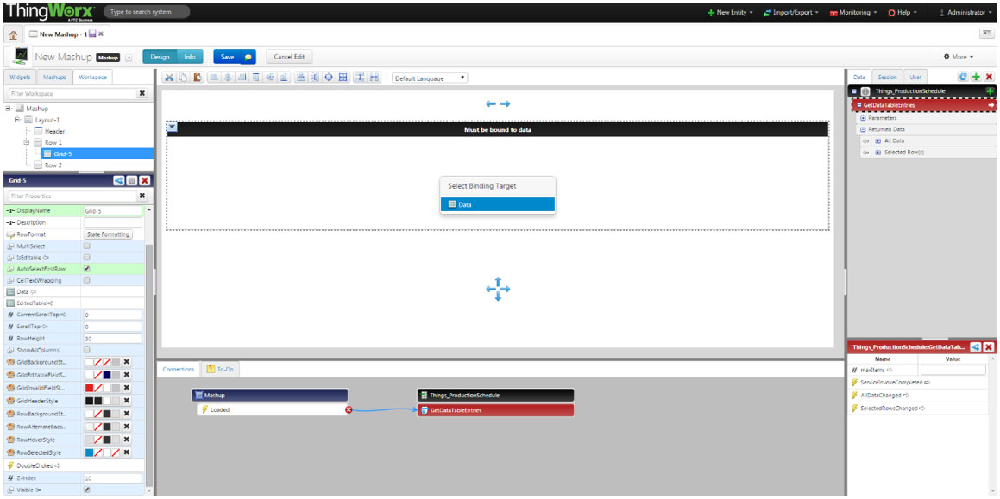 ThingWorx
A PTC Business
Type to search system
New Entity
Import/Export
Monitoring
Help
Administrator
New Mashup - 1
New Mashup
Mashup
Design
Info
Save
Cancel Edit
More
Widgets
Mashups
Workspace
Filter Workspace
Mashup
Layout-1
Header
Row 1
Grid-5
Row 2
Grid-5
Filter Properties
DisplayName Grid-5
Description
RowFormat State Formatting
MultiSelect
IsEditable
AutoSelectFirstRow
CellTextWrapping
Data
EditedTable
# CurrentScrollTop 0
# ScrollTop 0
# RowHeight 30
ShowAllColumns
GridBackgroundSt...
GridEditableFieldS...
GridInvalidFieldSt...
GridHeaderStyle
RowBackgroundSt...
RowAlternateBack...
RowHoverStyle
RowSelectedStyle
DoubleClicked
# Z-Index 10
Visible
Default Language
Must be bound to data
Select Binding Target
Data
Connections
To-Do
Mashup
Loaded
Things_ProductionSchedule
GetDataTableEntries
Data
Session
User
Things_ProductionSchedule
GetDataTableEntries
Parameters
Returned Data
All Data
Selected Row(s)
Things_ProductionSchedule:GetDataTab...
Name Value
# maxItems
ServiceInvokeCompleted
AllDataChanged
SelectedRowsChanged